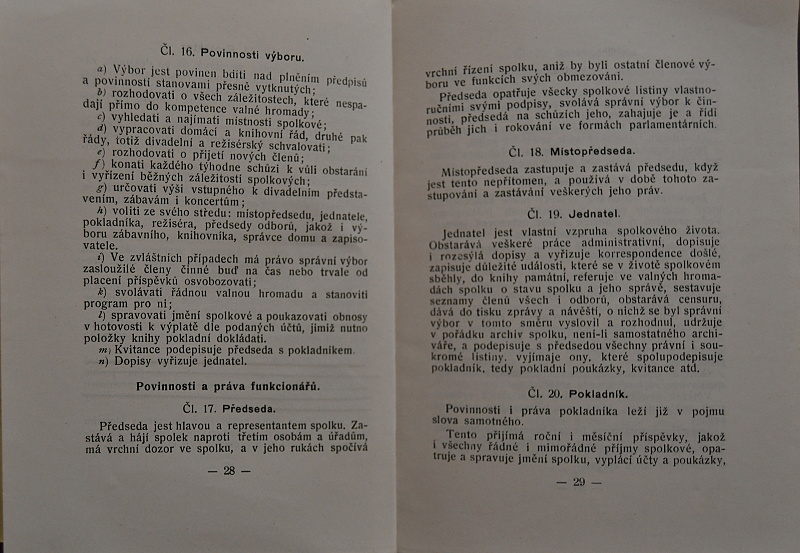 Čl. 16. Povinnosti výboru.
a) Výbor jest povinen bdíti nad plněním předpisů
a povinností stanovami přesně vytknutých;
b) rozhodovati o všech záležitostech, které nespa-
dají přímo do kompetence valné hromady;
c) vyhledati a najímati místnosti spolkové;
d) vypracovati domácí a knihovní řád, druhé pak
řády, totiž divadelní a režisérský schvalovati;
e) rozhodovati o přijetí nových členů;
f) konati každého týhodne schůzi k vůli obstarání
i vyřízení běžných záležitostí spolkových;
g) určovati výši vstupného k divadelním předsta-
vením, zábavám i koncertům;
h) voliti ze svého středu: místopředsedu, jednatele,
pokladníka, režiséra, předsedy odborů, jakož i vý-
boru zábavního, knihovníka, správce domu a zapiso-
vatele.
i) Ve zvláštních případech má právo správní výbor
zasloužilé členy činné buď na čas nebo trvale od
placení příspěvků osvobozovati;
k) svolávati řádnou valnou hromadu a stanoviti
program pro ni;
l) spravovati jmění spolkové a poukazovati obnosy
v hotovosti k výplatě dle podaných účtů, jimiž nutno
položky knihy pokladní dokládati.
m) Kvitance podepisuje předseda s pokladníkem
n) Dopisy vyřizuje jednatel.
Povinnosti a práva funkcionářů.
Čl. 17. Předseda.
Předseda jest hlavou a representantem spolku. Za-
stává a hájí spolek naproti třetím osobám a úřadům,
má vrchní dozor ve spolku, a v jeho rukách spočívá
— 28 —
vrchní řízení spolku, aniž by byli ostatní členové vý-
boru ve funkcích svých obmezováni.
Předseda opatřuje všecky spolkové listiny vlastno-
ručními svými podpisy, svolává správní výbor k čin-
nosti, předsedá na schůzích jeho, zahajuje je a řídí
průběh jich i rokování ve formách parlamentárních.
Čl. 18. Místopředseda.
Místopředseda zastupuje a zastává předsedu, když
jest tento nepřítomen, a používá v době tohoto za-
stupování a zastávání veškerých jeho práv.
Čl. 19. Jednatel.
Jednatel jest vlastní vzpruha spolkového života.
Obstarává veškeré práce administrativní, dopisuje
i rozesýlá dopisy a vyřizuje korrespondence došlé,
zapisuje důležité události, které se v životě spolkovém
sběhly, do knihy památní, referuje ve valných hroma-
dách spolku o stavu spolku a jeho správě, sestavuje
seznamy členů všech i odborů, obstarává censuru,
dává do tisku zprávy a návěští, o nichž se byl správní
výbor v tomto směru vyslovil a rozhodnul, udržuje
v pořádku archiv spolku, není-li samostatného archi-
váře, a podepisuje s předsedou všechny právní i sou-
kromé listiny, vyjímaje ony, které spolupodepisuje
pokladník, tedy pokladní poukázky, kvitance atd.
Čl. 20. Pokladník.
Povinnosti i práva pokladníka leží již v pojmu
slova samotného.
Tento přijímá roční i měsíční příspěvky, jakož
i všechny řádné i mimořádné příjmy spolkové, opa-
truje a spravuje jmění spolku, vyplácí účty a poukázky,
— 29 —